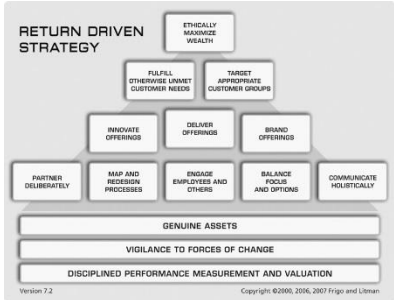 RETURN DRIVEN
STRATEGY
ETHICALLY
MAXIMIZE
WEALTH
FULFILL
OTHERWISE UNMET
CUSTOMER NEEDS
TARGET
APPROPRIATE
CUSTOMER GROUPS
INNOVATE
OFFERINGS
DELIVER
OFFERINGS
BRAND
OFFERINGS
PARTNER
DELIBERATELY
MAP AND
REDESIGN
PROCESSES
ENGAGE
EMPLOYEES AND
OTHERS
BALANCE
FOCUS
AND OPTIONS
COMMUNICATE
HOLISTICALLY
GENUINE ASSETS
VIGILANCE TO FORCES OF CHANGE
DISCIPLINED PERFORMANCE MEASUREMENT AND VALUATION
Version 7.2
Copyright ©2000, 2006, 2007 Frigo and Litman